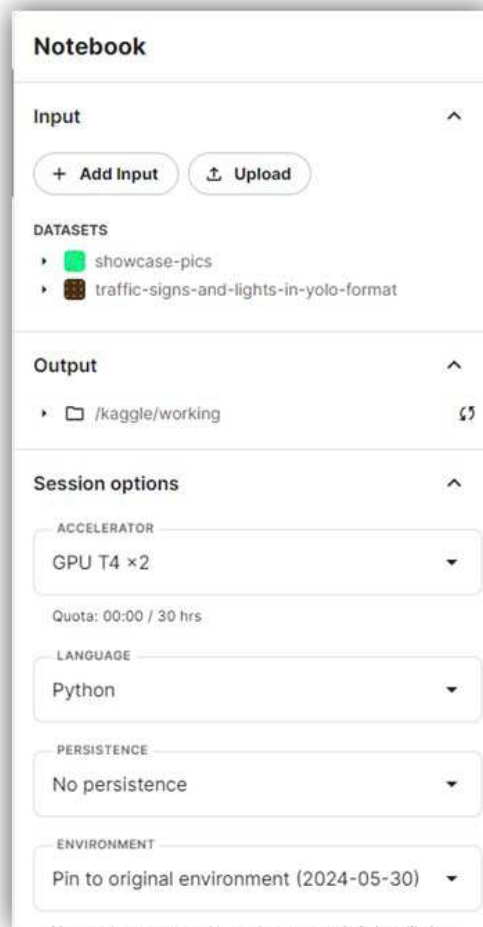 Notebook
Input
+ Add Input
Upload
DATASETS
showcase-pics
traffic-signs-and-lights-in-yolo-format
Output
/kaggle/working
Session options
ACCELERATOR
GPU T4 ×2
Quota: 00:00 / 30 hrs
LANGUAGE
Python
PERSISTENCE
No persistence
ENVIRONMENT
Pin to original environment (2024-05-30)